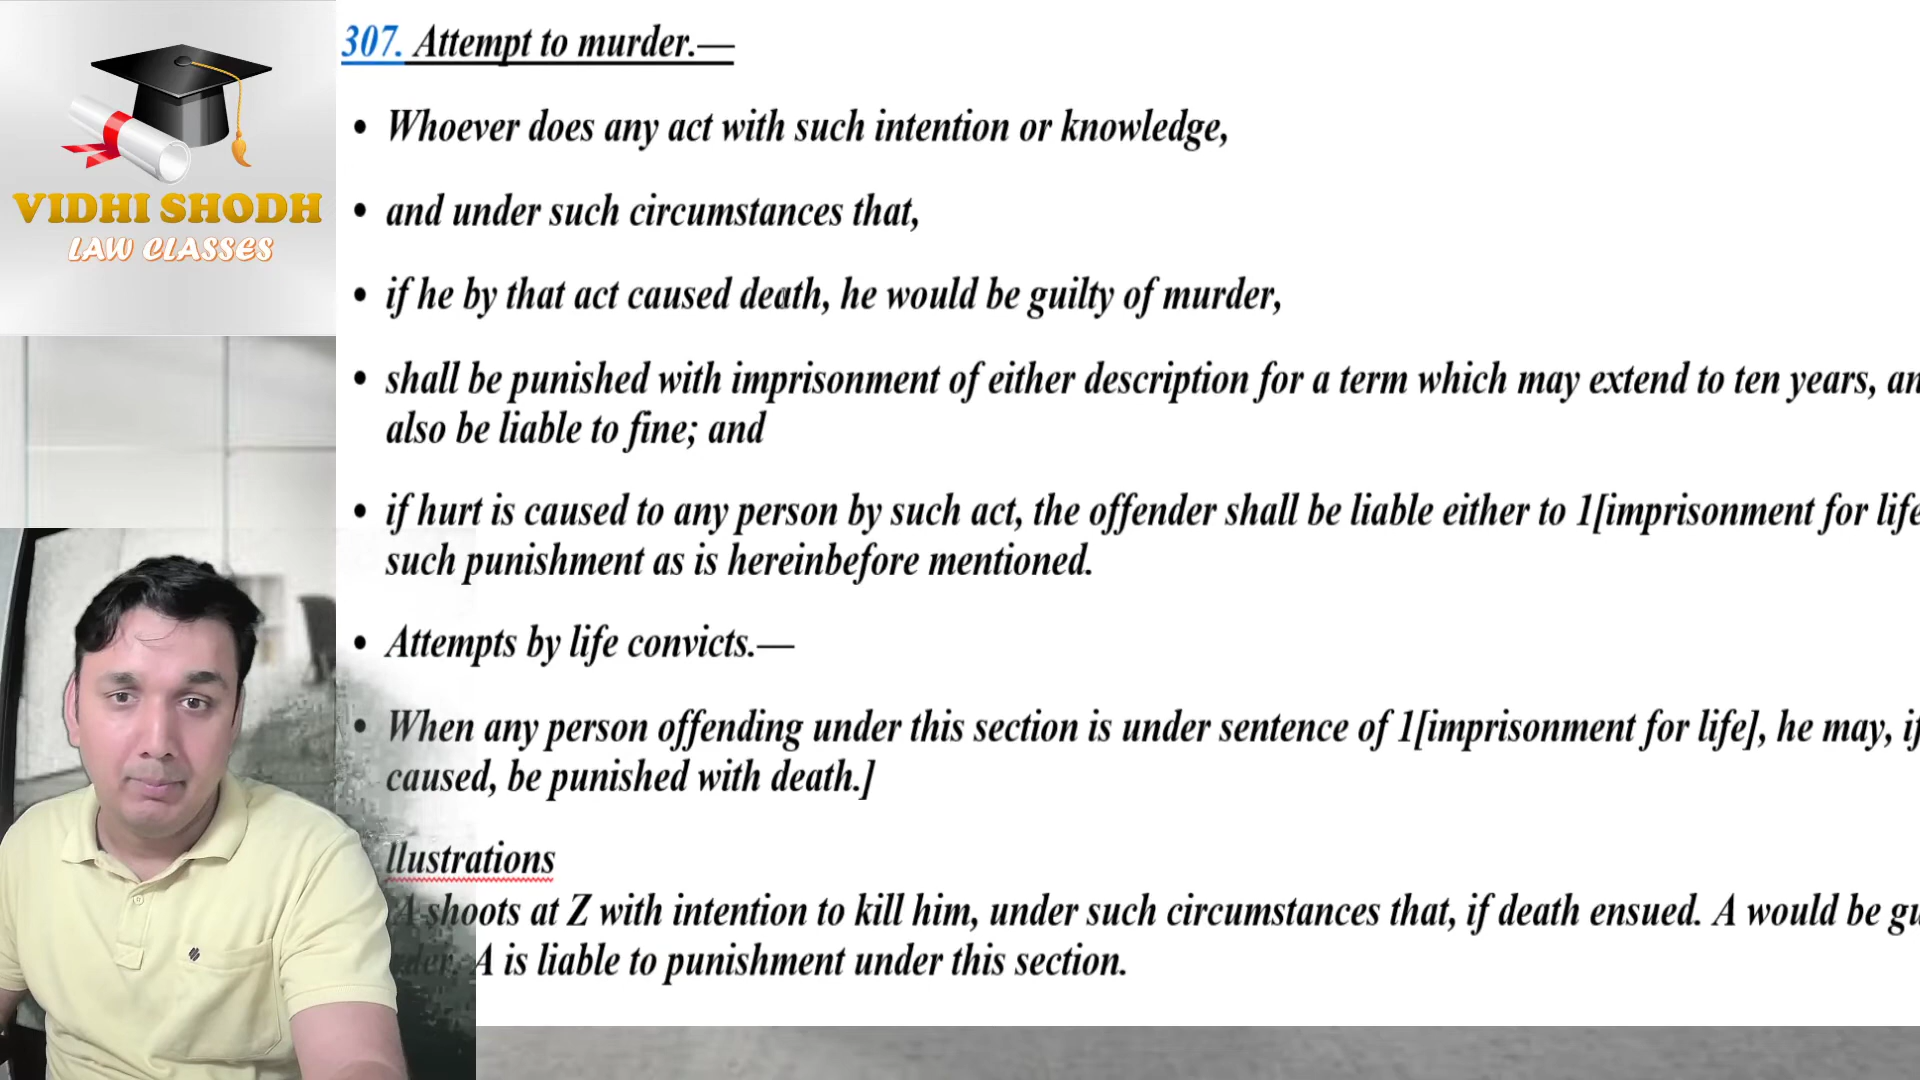 VIDHI SHODH
LAW CLASSES
307. Attempt to murder.—
• Whoever does any act with such intention or knowledge,
• and under such circumstances that,
• if he by that act caused death, he would be guilty of murder,
• shall be punished with imprisonment of either description for a term which may extend to ten years,
also be liable to fine; and
• if hurt is caused to any person by such act, the offender shall be liable either to 1[imprisonment for life
such punishment as is hereinbefore mentioned.
• Attempts by life convicts.—
• When any person offending under this section is under sentence of 1[imprisonment for life], he may, if
caused, be punished with death.]
llustrations
A shoots at Z with intention to kill him, under such circumstances that, if death ensued. A would be
A is liable to punishment under this section.